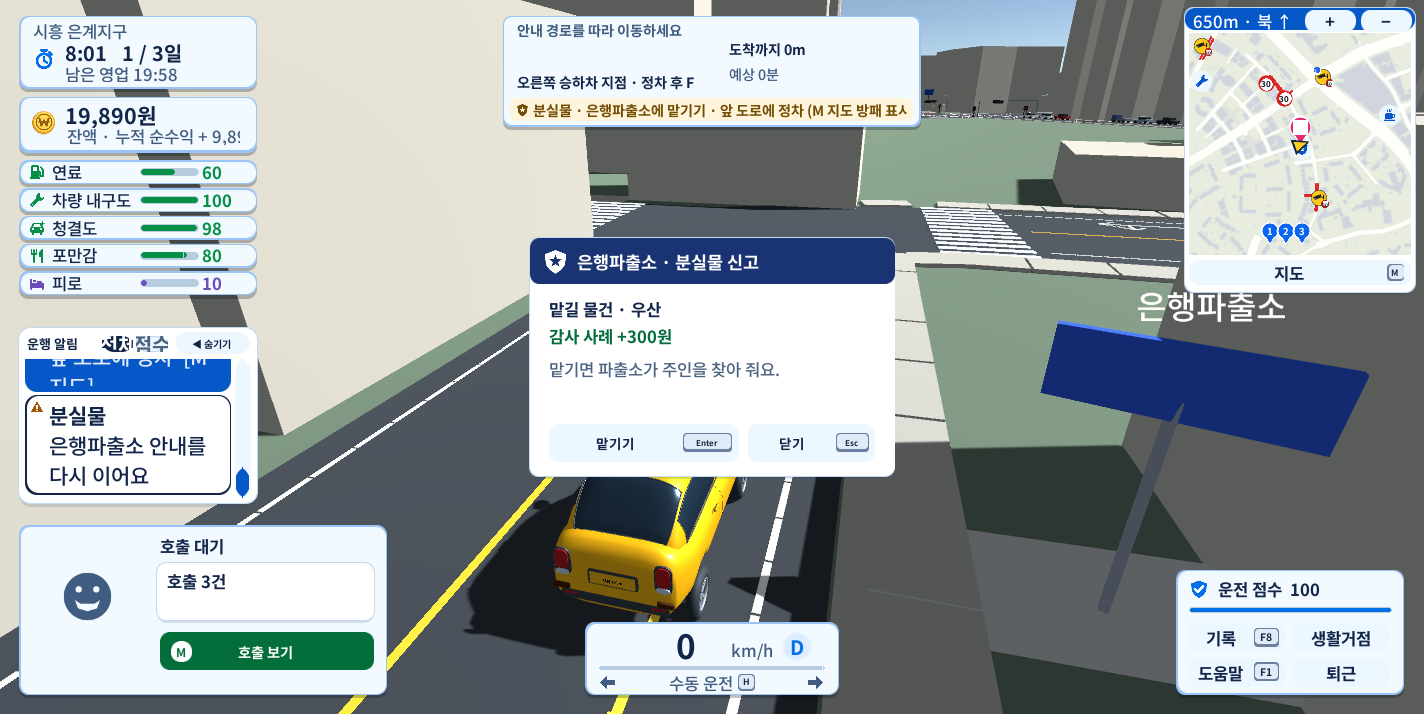 시흥 은계지구
8:01 1 / 3일
남은 영업 19:58
19,890원
잔액 · 누적 순수익 + 9,8
연료 60
차량 내구도 100
청결도 98
포만감 80
피로 10
운행 알림
점수
◀ 숨기기
분실물
은행파출소 안내를
다시 이어요
호출 대기
호출 3건
M 호출 보기
안내 경로를 따라 이동하세요
도착까지 0m
예상 0분
오른쪽 승하차 지점 · 정차 후 F
분실물 · 은행파출소에 맡기기 · 앞 도로에 정차 (M 지도 방패 표시
은행파출소 · 분실물 신고
맡길 물건 · 우산
감사 사례 +300원
맡기면 파출소가 주인을 찾아 줘요.
맡기기 Enter
닫기 Esc
0 km/h D
수동 운전 H
650m · 북 ↑ + −
30
30
1 2 3
지도 M
은행파출소
운전 점수 100
기록 F8
생활거점
도움말 F1
퇴근